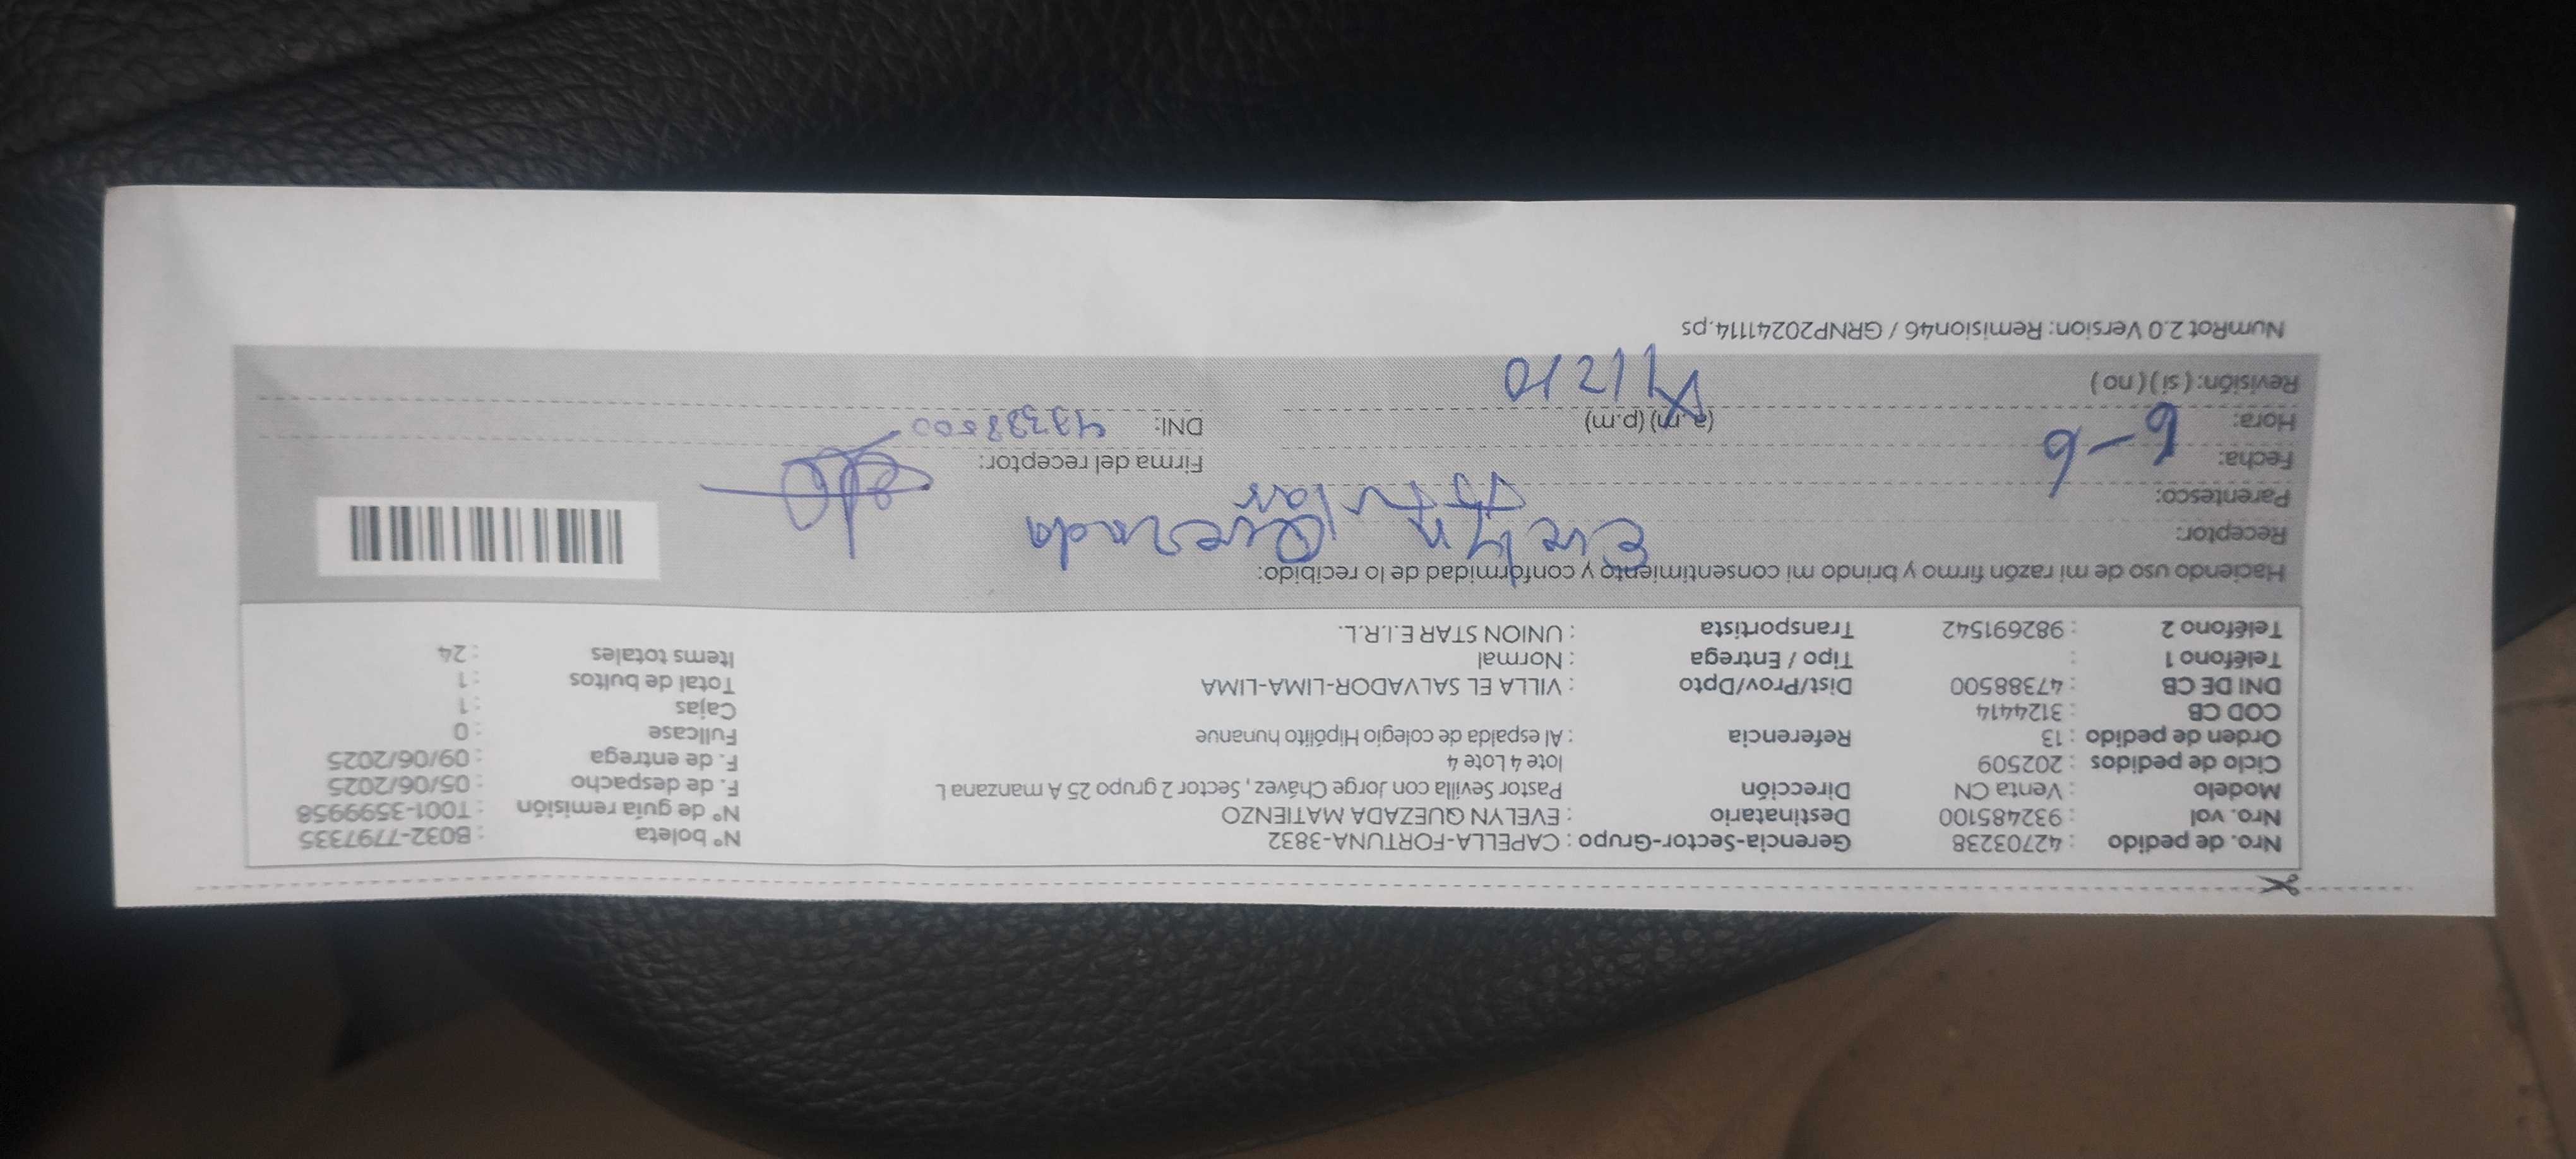 Nro. de pedido : 42703238 Gerencia-Sector-Grupo : CAPELLA-FORTUNA-3832 N° boleta : B032-7797335
Nro. vol : 932485100 Destinatario : EVELYN QUEZADA MATIENZO N° de guía remisión : T001-3599958
Modelo : Venta CN Dirección Pastor Sevilla con Jorge Chávez , Sector 2 grupo 25 A manzana L F. de despacho : 05/06/2025
Ciclo de pedidos : 202509 lote 4 Lote 4 F. de entrega : 09/06/2025
Orden de pedido : 13 Referencia : Al espalda de colegio Hipólito hunanue Fullcase : 0
COD CB : 3124414 Cajas : 1
DNI DE CB : 47388500 Dist/Prov/Dpto : VILLA EL SALVADOR-LIMA-LIMA Total de bultos : 1
Teléfono 1 : Tipo / Entrega : Normal Items totales : 24
Teléfono 2 : 982691542 Transportista : UNION STAR E.I.R.L.
Haciendo uso de mi razón firmo y brindo mi consentimiento y conformidad de lo recibido:
Receptor: Evelyn Quezada
Parentesco: Titular
Fecha: 6-6 Firma del receptor:
Hora: (a.m) (p.m) DNI:
Revisión: ( si ) ( no )
NumRot 2.0 Version: Remision46 / GRNP20241114.ps